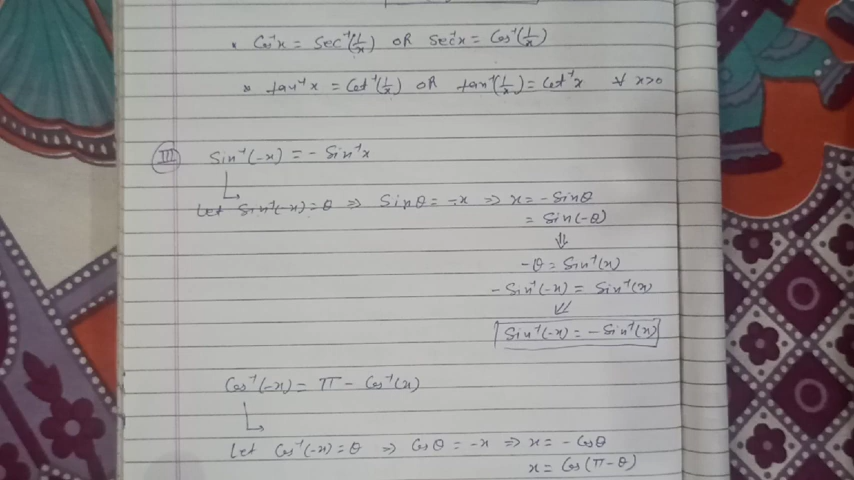 * Cos⁻¹x = Sec⁻¹(1/x) OR Sec⁻¹x = Cos⁻¹(1/x)
* tan⁻¹x = Cot⁻¹(1/x) OR tan⁻¹(1/x) = Cot⁻¹x ∀ x>0
III Sin⁻¹(-x) = - Sin⁻¹x
Let Sin⁻¹(-x) = θ ⇒ Sinθ = -x ⇒ x = - Sinθ
= Sin(-θ)
⇓
-θ = Sin⁻¹(x)
- Sin⁻¹(-x) = Sin⁻¹(x)
⇓
Sin⁻¹(-x) = - Sin⁻¹(x)
Cos⁻¹(-x) = π - Cos⁻¹(x)
Let Cos⁻¹(-x) = θ ⇒ Cosθ = -x ⇒ x = - Cosθ
x = Cos(π-θ)